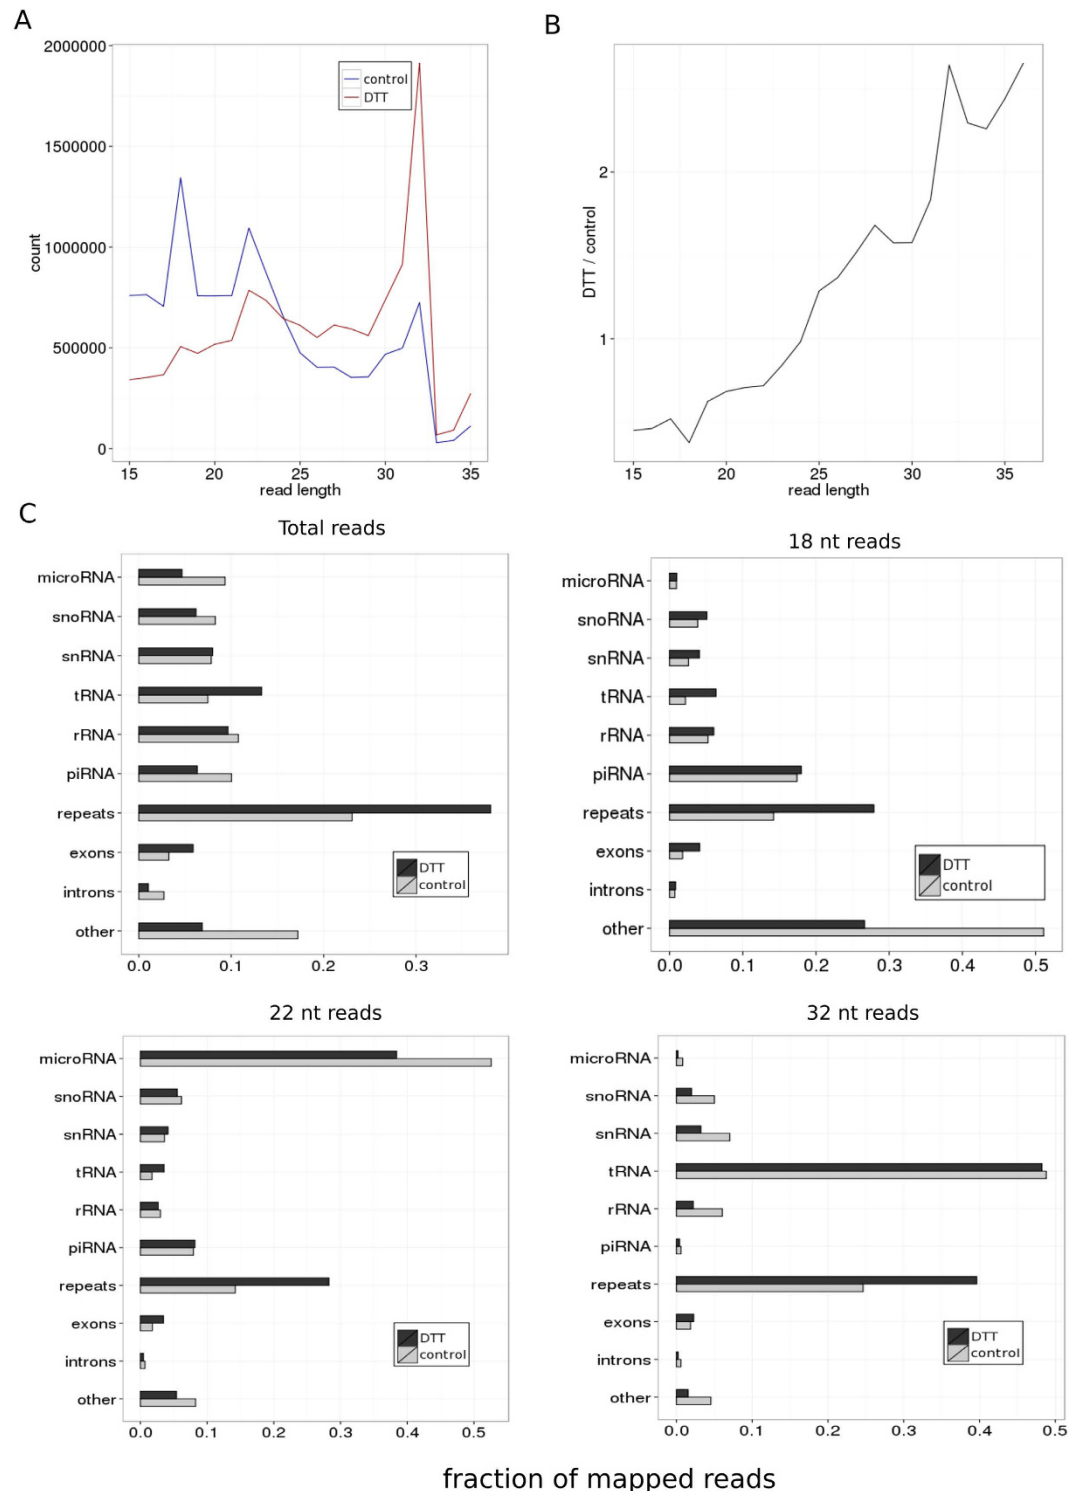 A
2000000
1500000
1000000
500000
0
count
control
DTT
15
20
25
30
35
read length
B
2
1
DTT / control
15
20
25
30
35
read length
C
Total reads
microRNA
snoRNA
snRNA
tRNA
rRNA
piRNA
repeats
exons
introns
other
DTT
control
0.0
0.1
0.2
0.3
18 nt reads
microRNA
snoRNA
snRNA
tRNA
rRNA
piRNA
repeats
exons
introns
other
DTT
control
0.0
0.1
0.2
0.3
0.4
0.5
22 nt reads
microRNA
snoRNA
snRNA
tRNA
rRNA
piRNA
repeats
exons
introns
other
DTT
control
0.0
0.1
0.2
0.3
0.4
0.5
32 nt reads
microRNA
snoRNA
snRNA
tRNA
rRNA
piRNA
repeats
exons
introns
other
DTT
control
0.0
0.1
0.2
0.3
0.4
0.5
fraction of mapped reads